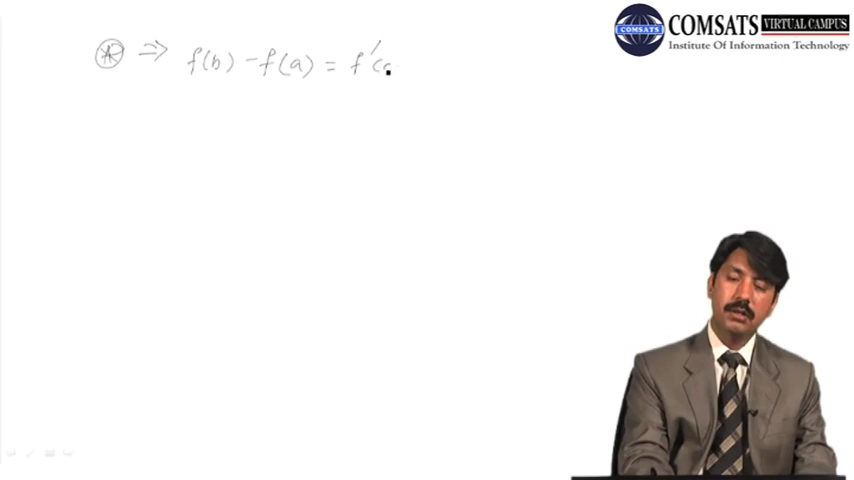 ⊛ ⇒ f(b) - f(a) = f'(c
COMSATS VIRTUAL CAMPUS
Institute Of Information Technology
COMSATS